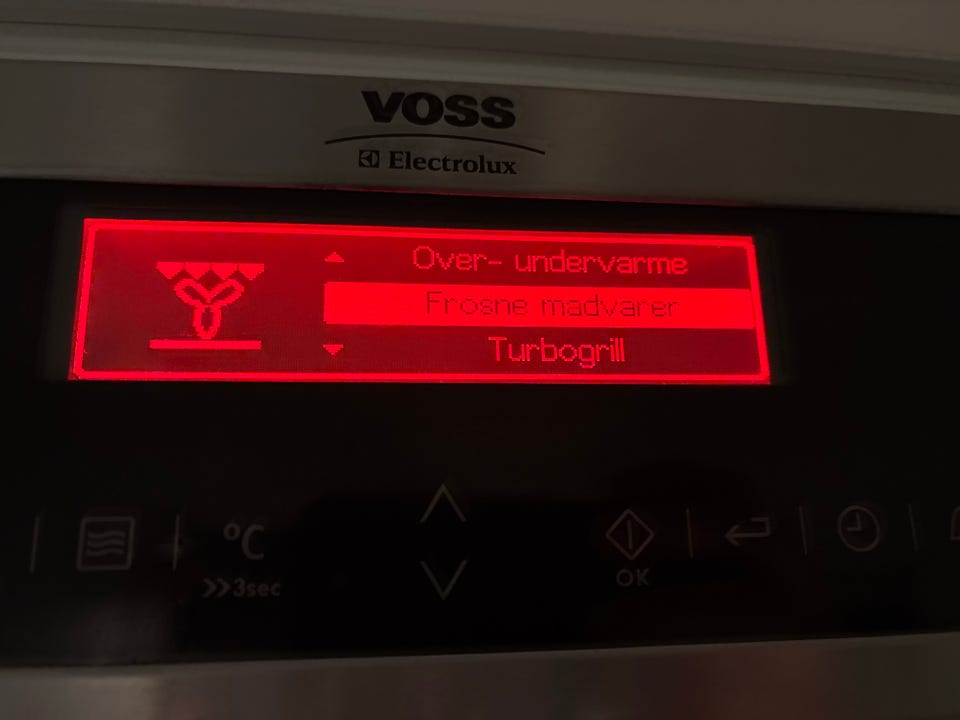 VOSS
Electrolux
Over- undervarme
Frosne madvarer
Turbogrill
°C
»3sec
OK